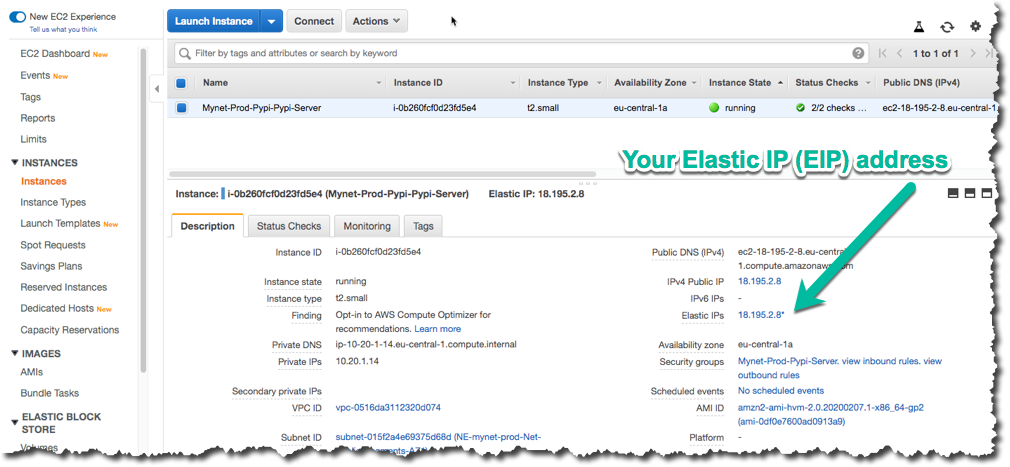 New EC2 Experience
Tell us what you think
Launch Instance Connect Actions
EC2 Dashboard New
Events New
Tags
Reports
Limits
INSTANCES
Instances
Instance Types
Launch Templates New
Spot Requests
Savings Plans
Reserved Instances
Dedicated Hosts New
Capacity Reservations
IMAGES
AMIs
Bundle Tasks
ELASTIC BLOCK
STORE
Volumes
Filter by tags and attributes or search by keyword
1 to 1 of 1
Name Instance ID Instance Type Availability Zone Instance State Status Checks Public DNS (IPv4)
Mynet-Prod-Pypi-Pypi-Server i-0b260fcf0d23fd5e4 t2.small eu-central-1a running 2/2 checks ... ec2-18-195-2-8.eu-central-1.
Your Elastic IP (EIP) address
Instance: i-0b260fcf0d23fd5e4 (Mynet-Prod-Pypi-Pypi-Server) Elastic IP: 18.195.2.8
Description Status Checks Monitoring Tags
Instance ID i-0b260fcf0d23fd5e4
Instance state running
Instance type t2.small
Finding Opt-in to AWS Compute Optimizer for
recommendations. Learn more
Private DNS ip-10-20-1-14.eu-central-1.compute.internal
Private IPs 10.20.1.14
Secondary private IPs
VPC ID vpc-0516da3112320d074
Subnet ID subnet-015f2a4e69375d68d (NE-mynet-prod-Net-
Public DNS (IPv4) ec2-18-195-2-8.eu-central-
1.compute.amazonaws.com
IPv4 Public IP 18.195.2.8
IPv6 IPs -
Elastic IPs 18.195.2.8*
Availability zone eu-central-1a
Security groups Mynet-Prod-Pypi-Server. view inbound rules. view
outbound rules
Scheduled events No scheduled events
AMI ID amzn2-ami-hvm-2.0.20200207.1-x86_64-gp2
(ami-0df0e7600ad0913a9)
Platform -